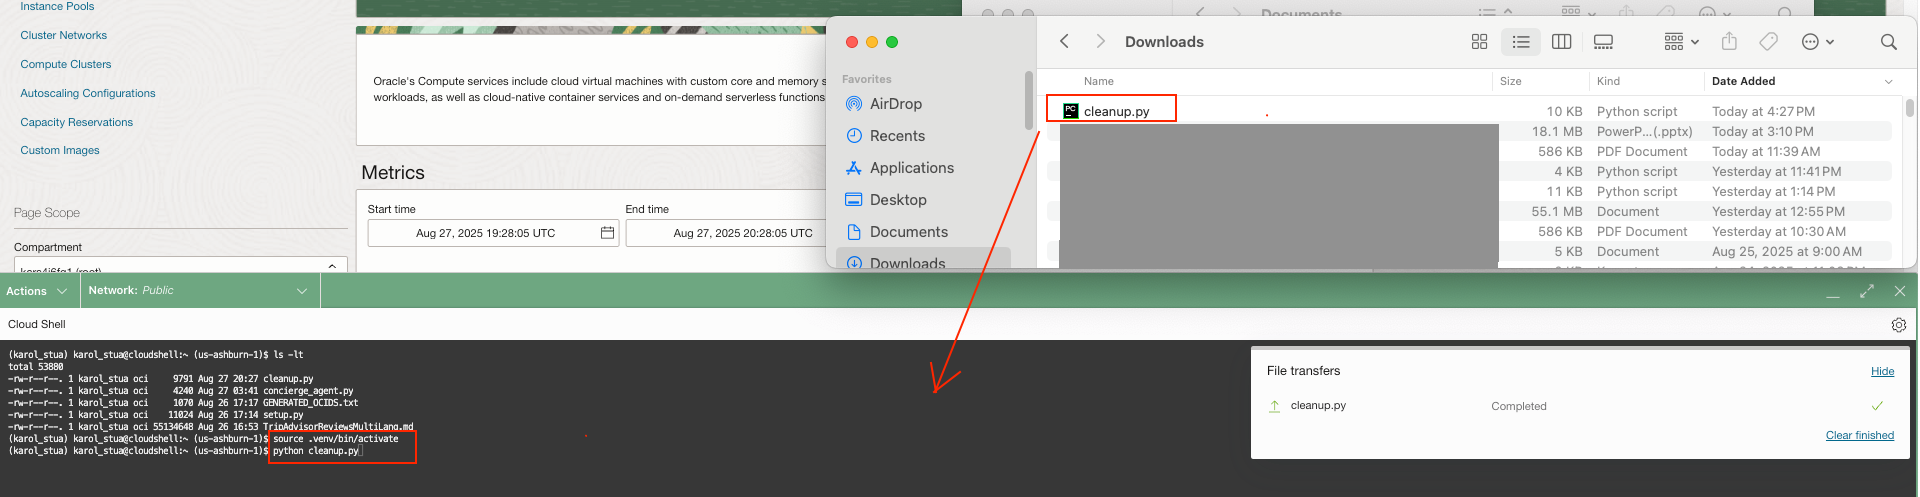 Instance Pools
Cluster Networks
Compute Clusters
Autoscaling Configurations
Capacity Reservations
Custom Images
Page Scope
Compartment
Oracle's Compute services include cloud virtual machines with custom core and memory
workloads, as well as cloud-native container services and on-demand serverless functions
Metrics
Start time
End time
Aug 27, 2025 19:28:05 UTC
Aug 27, 2025 20:28:05 UTC
Documents
Downloads
Favorites
AirDrop
Recents
Applications
Desktop
Documents
Downloads
Name Size Kind Date Added
PC cleanup.py 10 KB Python script Today at 4:27 PM
18.1 MB PowerP...(.pptx) Today at 3:10 PM
586 KB PDF Document Today at 11:39 AM
4 KB Python script Yesterday at 11:41 PM
11 KB Python script Yesterday at 1:14 PM
55.1 MB Document Yesterday at 12:55 PM
586 KB PDF Document Yesterday at 10:30 AM
5 KB Document Aug 25, 2025 at 9:00 AM
Actions
Network: Public
Cloud Shell
(karol_stua) karol_stua@cloudshell:~ (us-ashburn-1)$ ls -lt
total 53880
-rw-r--r--. 1 karol_stua oci 9791 Aug 27 20:27 cleanup.py
-rw-r--r--. 1 karol_stua oci 4240 Aug 27 03:41 concierge_agent.py
-rw-r--r--. 1 karol_stua oci 1070 Aug 26 17:17 GENERATED_OCIDS.txt
-rw-r--r--. 1 karol_stua oci 11024 Aug 26 17:14 setup.py
-rw-r--r--. 1 karol_stua oci 55134648 Aug 26 16:53 TripAdvisorReviewsMultiLang.md
(karol_stua) karol_stua@cloudshell:~ (us-ashburn-1)$ source .venv/bin/activate
(karol_stua) karol_stua@cloudshell:~ (us-ashburn-1)$ python cleanup.py
File transfers
Hide
cleanup.py
Completed
Clear finished